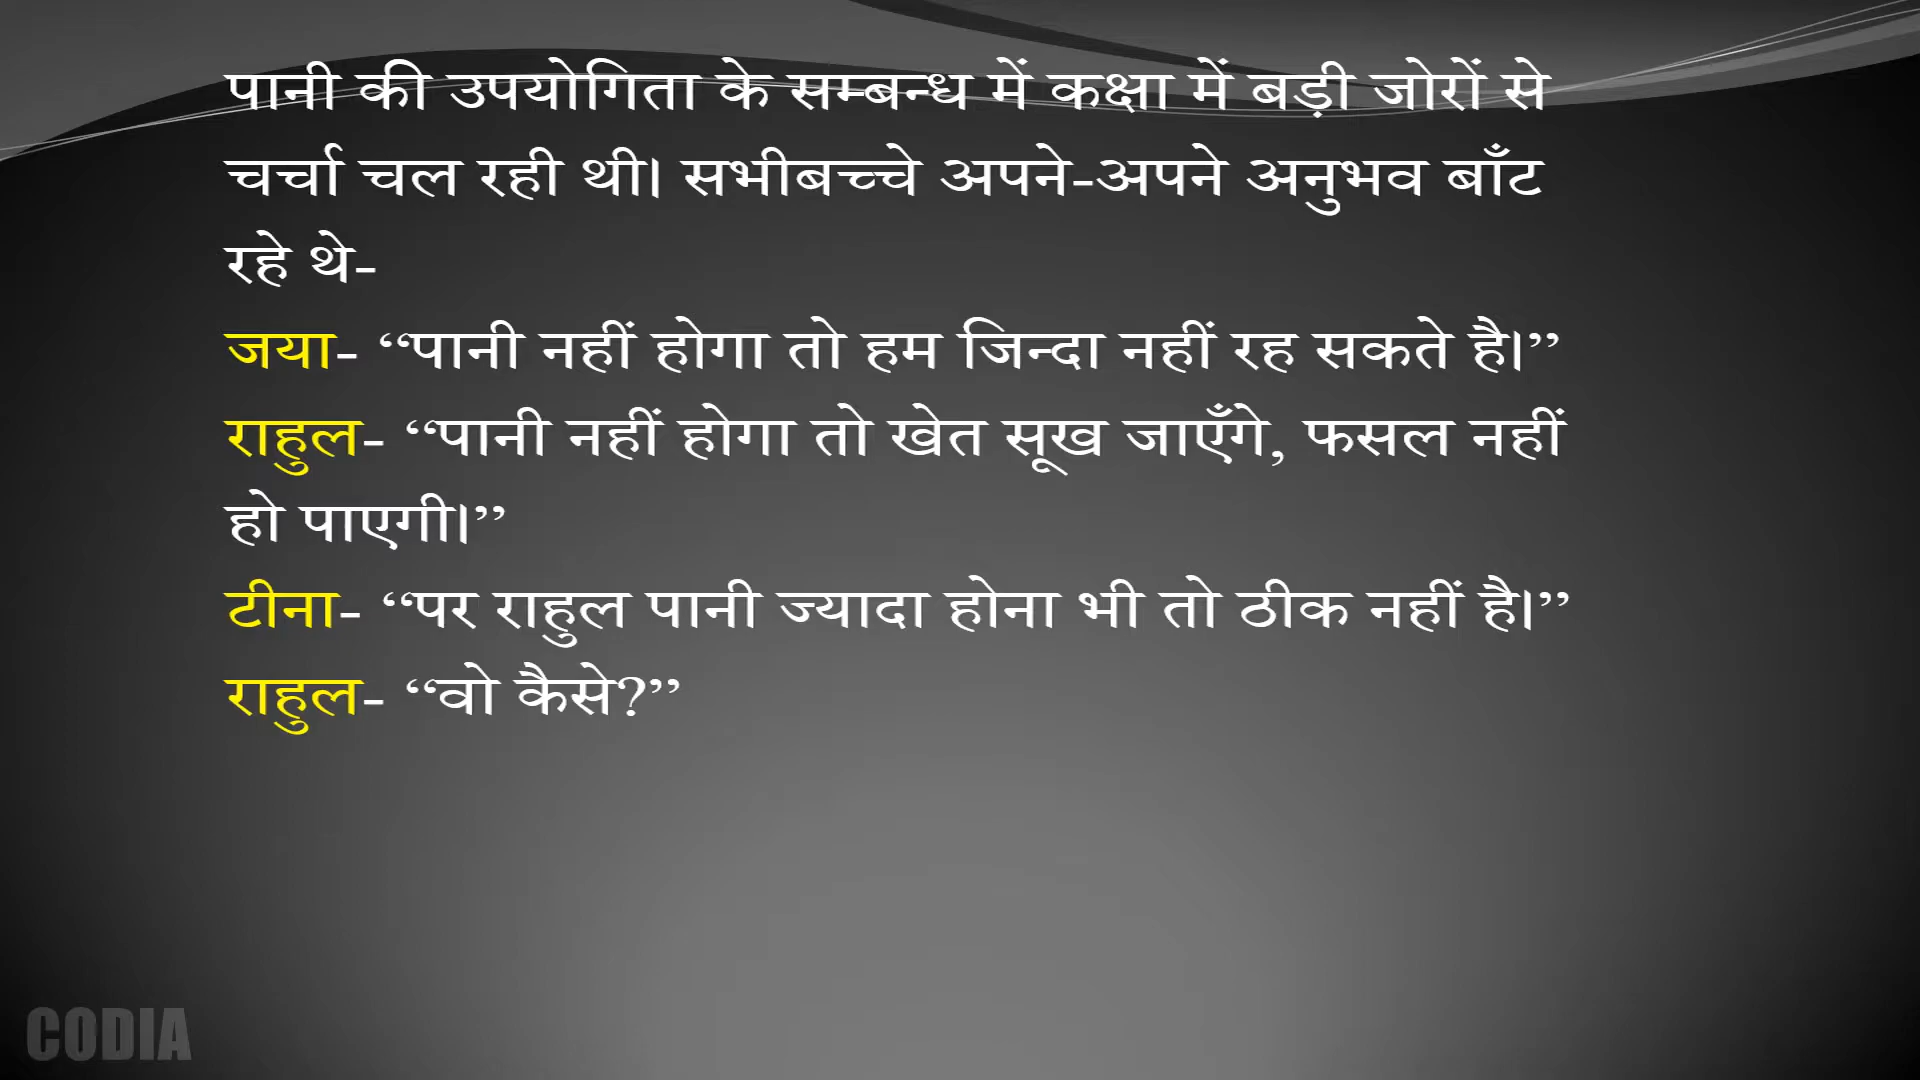 पानी की उपयोगिता के सम्बन्ध में कक्षा में बड़ी जोरों से
चर्चा चल रही थी। सभीबच्चे अपने-अपने अनुभव बाँट
रहे थे-
जया- “पानी नहीं होगा तो हम जिन्दा नहीं रह सकते है।”
राहुल- “पानी नहीं होगा तो खेत सूख जाएँगे, फसल नहीं
हो पाएगी।”
टीना- “पर राहुल पानी ज्यादा होना भी तो ठीक नहीं है।”
राहुल- “वो कैसे?”
CODIA